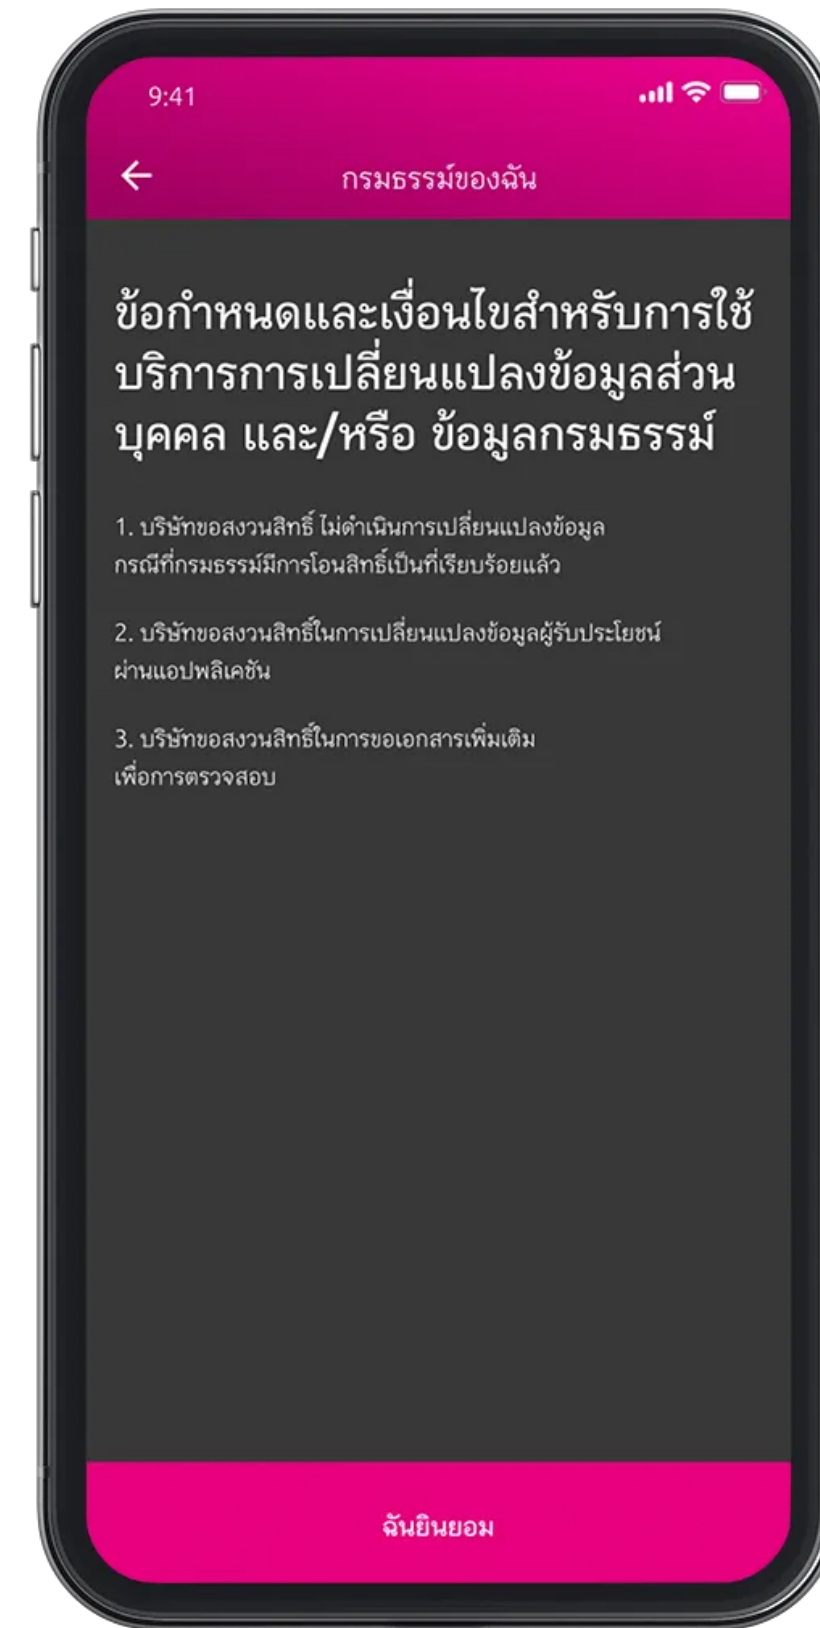 9:41
กรมธรรม์ของฉัน
ข้อกำหนดและเงื่อนไขสำหรับการใช้
บริการการเปลี่ยนแปลงข้อมูลส่วน
บุคคล และ/หรือ ข้อมูลกรมธรรม์
1. บริษัทขอสงวนสิทธิ์ ไม่ดำเนินการเปลี่ยนแปลงข้อมูล
กรณีที่กรมธรรม์มีการโอนสิทธิ์เป็นที่เรียบร้อยแล้ว
2. บริษัทขอสงวนสิทธิ์ในการเปลี่ยนแปลงข้อมูลผู้รับประโยชน์
ผ่านแอปพลิเคชัน
3. บริษัทขอสงวนสิทธิ์ในการขอเอกสารเพิ่มเติม
เพื่อการตรวจสอบ
ฉันยินยอม